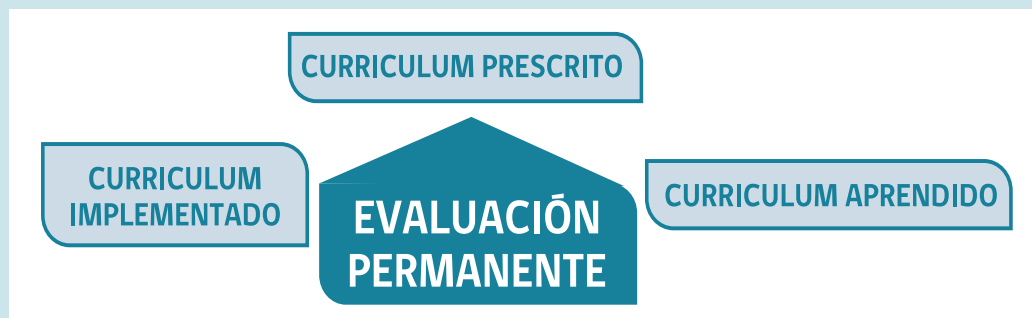 CURRICULUM PRESCRITO
CURRICULUM
IMPLEMENTADO
EVALUACIÓN
PERMANENTE
CURRICULUM APRENDIDO